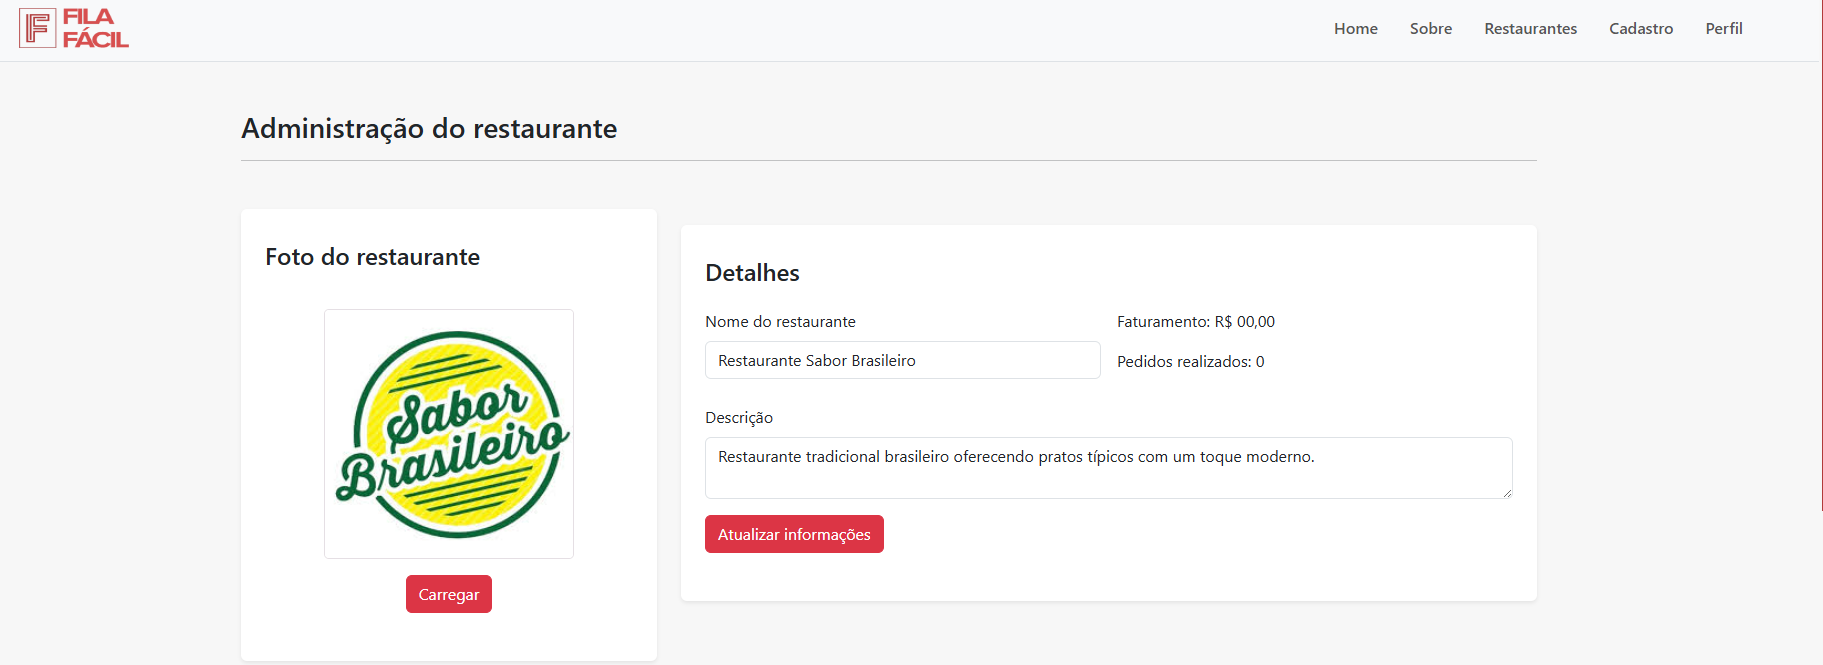 FILA
FÁCIL
Home Sobre Restaurantes Cadastro Perfil
Administração do restaurante
Foto do restaurante
Sabor
Brasileiro
Carregar
Detalhes
Nome do restaurante
Restaurante Sabor Brasileiro
Faturamento: R$ 00,00
Pedidos realizados: 0
Descrição
Restaurante tradicional brasileiro oferecendo pratos típicos com um toque moderno.
Atualizar informações